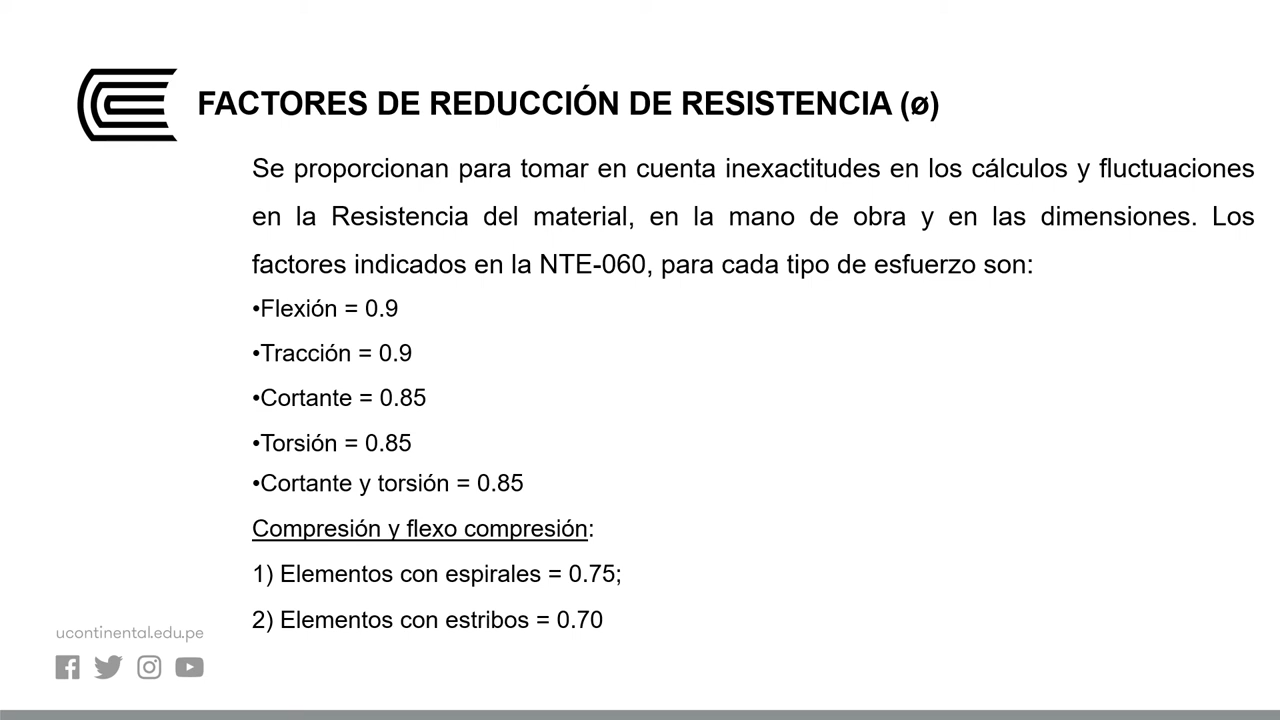 FACTORES DE REDUCCIÓN DE RESISTENCIA (ø)
Se proporcionan para tomar en cuenta inexactitudes en los cálculos y fluctuaciones
en la Resistencia del material, en la mano de obra y en las dimensiones. Los
factores indicados en la NTE-060, para cada tipo de esfuerzo son:
•Flexión = 0.9
•Tracción = 0.9
•Cortante = 0.85
•Torsión = 0.85
•Cortante y torsión = 0.85
Compresión y flexo compresión:
1) Elementos con espirales = 0.75;
2) Elementos con estribos = 0.70
ucontinental.edu.pe